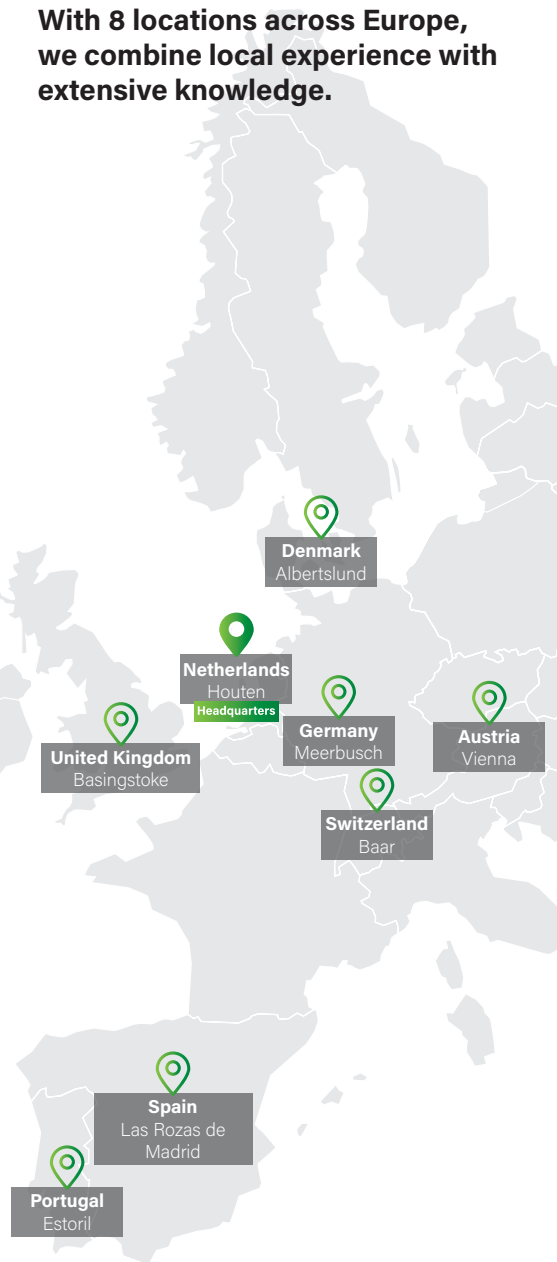 With 8 locations across Europe,
we combine local experience with
extensive knowledge.
Denmark
Albertslund
Netherlands
Houten
Headquarters
Germany
Meerbusch
Austria
Vienna
United Kingdom
Basingstoke
Switzerland
Baar
Spain
Las Rozas de
Madrid
Portugal
Estoril